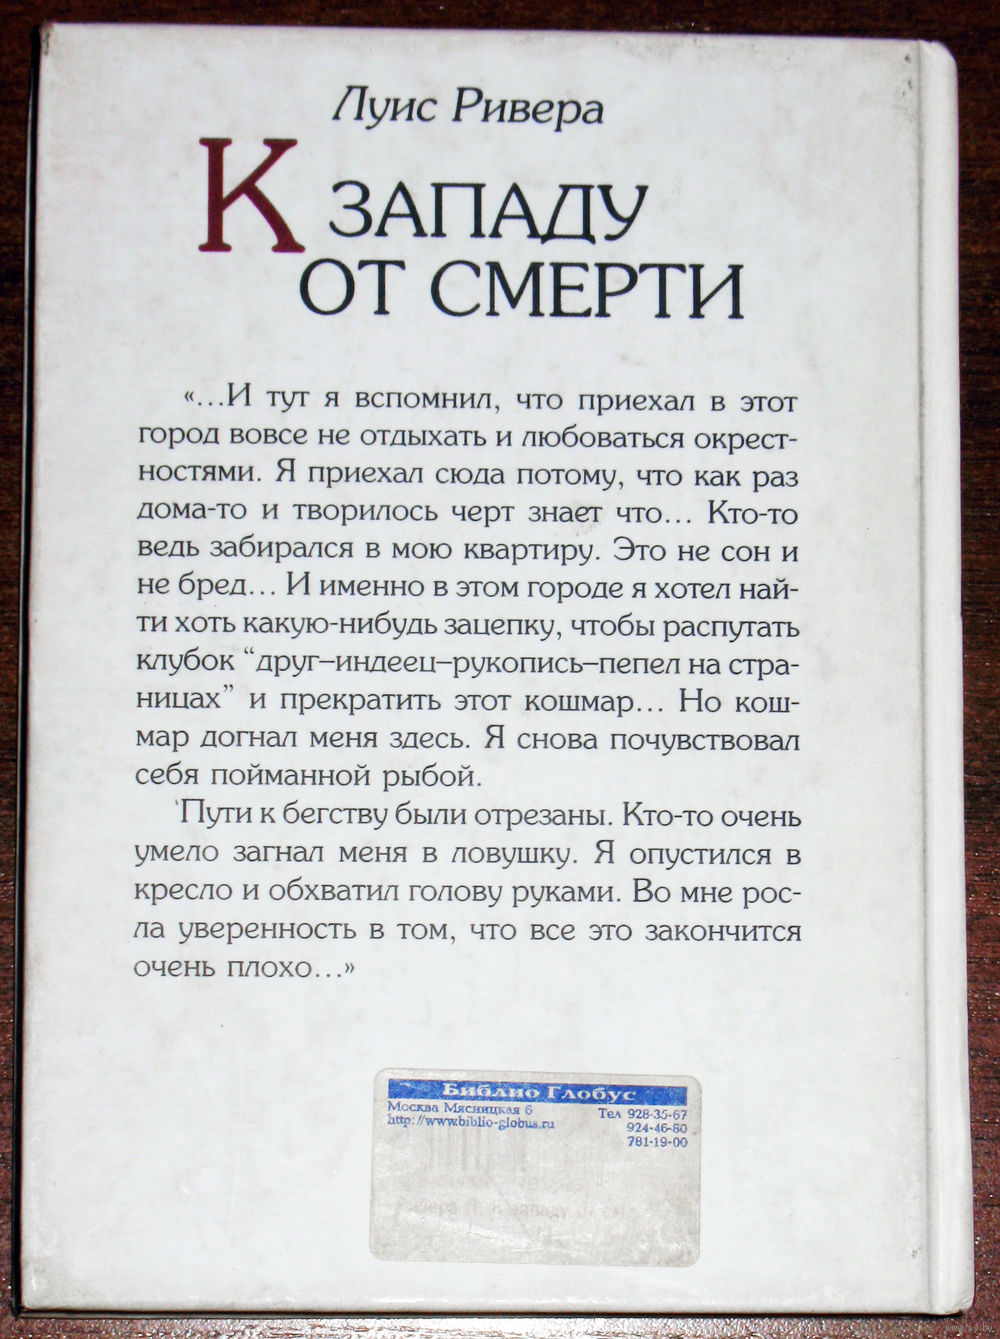 Луис Ривера
К ЗАПАДУ
ОТ СМЕРТИ
«...И тут я вспомнил, что приехал в этот
город вовсе не отдыхать и любоваться окрест-
ностями. Я приехал сюда потому, что как раз
дома-то и творилось черт знает что... Кто-то
ведь забирался в мою квартиру. Это не сон и
не бред... И именно в этом городе я хотел най-
ти хоть какую-нибудь зацепку, чтобы распутать
клубок “друг–индеец–рукопись–пепел на стра-
ницах” и прекратить этот кошмар... Но кош-
мар догнал меня здесь. Я снова почувствовал
себя пойманной рыбой.
Пути к бегству были отрезаны. Кто-то очень
умело загнал меня в ловушку. Я опустился в
кресло и обхватил голову руками. Во мне рос-
ла уверенность в том, что все это закончится
очень плохо...»
Библио Глобус
Москва Мясницкая 6 Тел 928-35-67
http://www.biblio-globus.ru 924-46-80
781-19-00